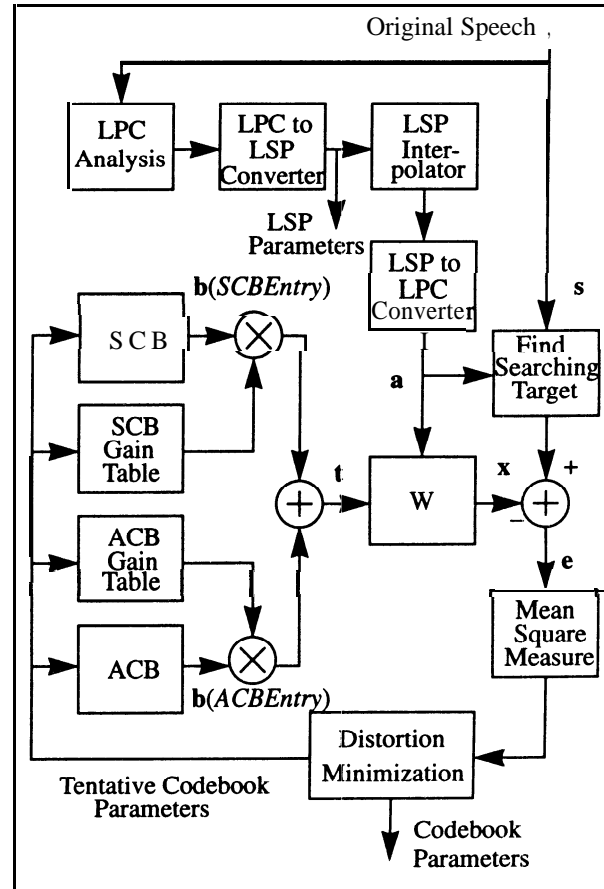 Original Speech
LPC
Analysis
LPC to
LSP
Converter
LSP
Inter-
polator
LSP
Parameters
LSP to
LPC
Converter
b(SCBEntry)
s
SCB
Find
Searching
Target
a
SCB
Gain
Table
t
W
x
+
+
+
−
ACB
Gain
Table
e
Mean
Square
Measure
ACB
b(ACBEntry)
Distortion
Minimization
Tentative Codebook
Parameters
Codebook
Parameters